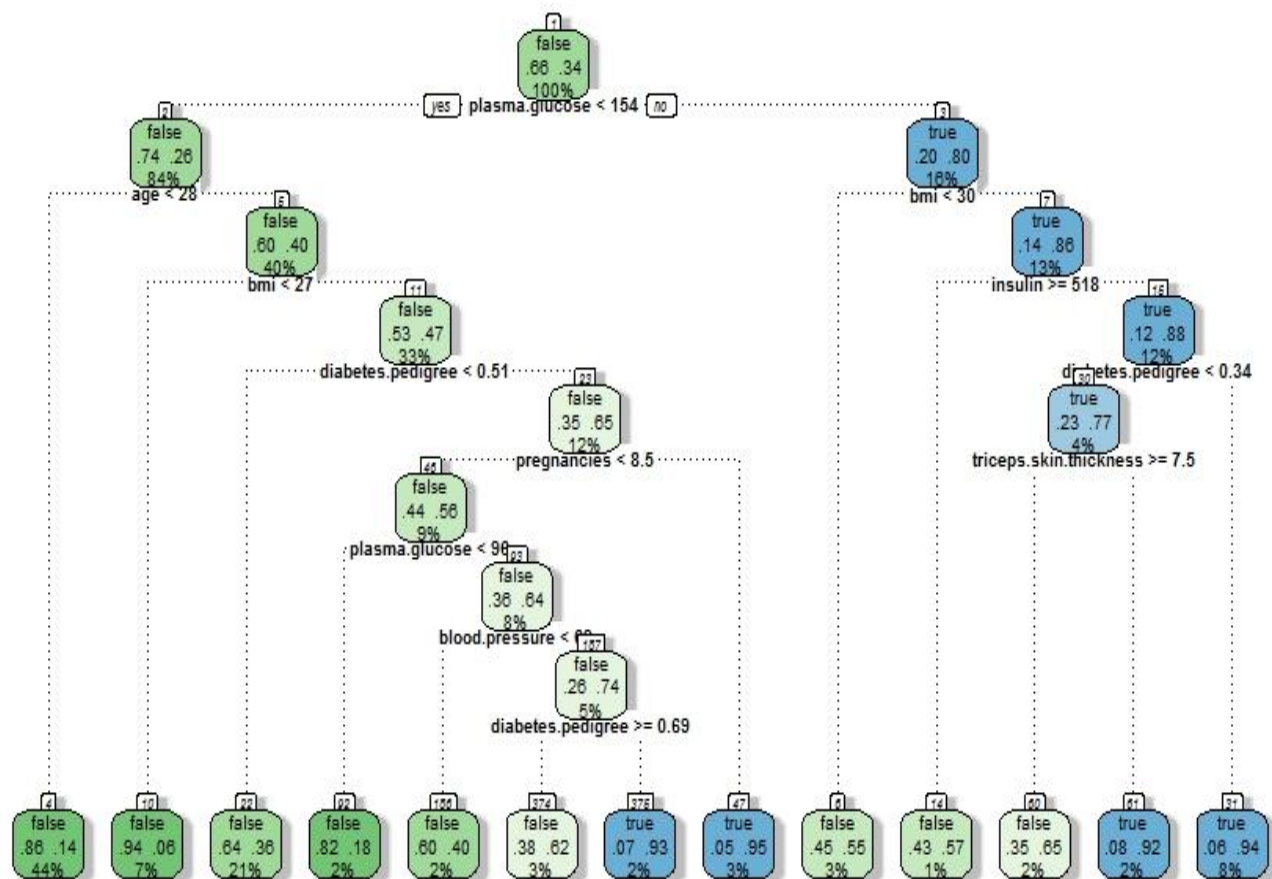 1
false
.66 .34
100%
yes plasma.glucose < 154 no
2
false
.74 .26
84%
age < 28
3
true
.20 .80
16%
bmi < 30
5
false
.60 .40
40%
bmi < 27
7
true
.14 .86
13%
insulin >= 518
11
false
.53 .47
33%
diabetes.pedigree < 0.51
15
true
.12 .88
12%
diabetes.pedigree < 0.34
23
false
.35 .65
12%
pregnancies < 8.5
30
true
.23 .77
4%
triceps.skin.thickness >= 7.5
46
false
.44 .56
9%
plasma.glucose < 96
93
false
.36 .64
8%
blood.pressure <
187
false
.26 .74
5%
diabetes.pedigree >= 0.69
4
false
.86 .14
44%
10
false
.94 .06
7%
22
false
.64 .36
21%
92
false
.82 .18
2%
186
false
.60 .40
2%
374
false
.38 .62
3%
375
true
.07 .93
2%
47
true
.05 .95
3%
6
false
.45 .55
3%
14
false
.43 .57
1%
60
false
.35 .65
2%
61
true
.08 .92
2%
31
true
.06 .94
8%